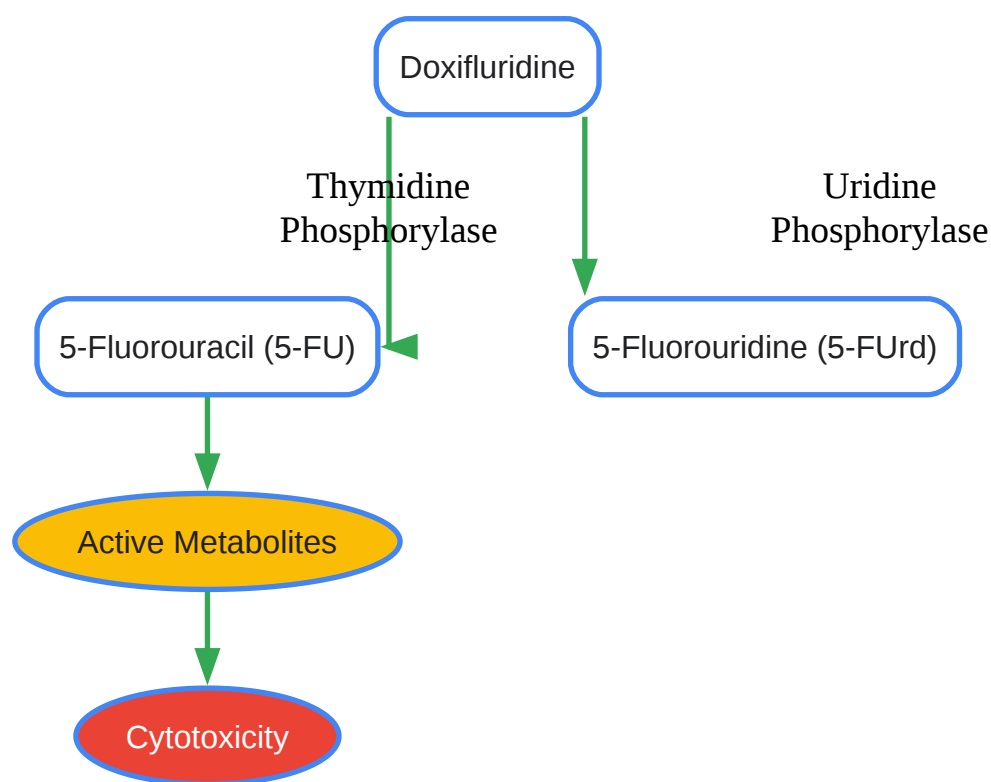 Doxifluridine
Thymidine
Phosphorylase
Uridine
Phosphorylase
5-Fluorouracil (5-FU)
5-Fluorouridine (5-FUrd)
Active Metabolites
Cytotoxicity